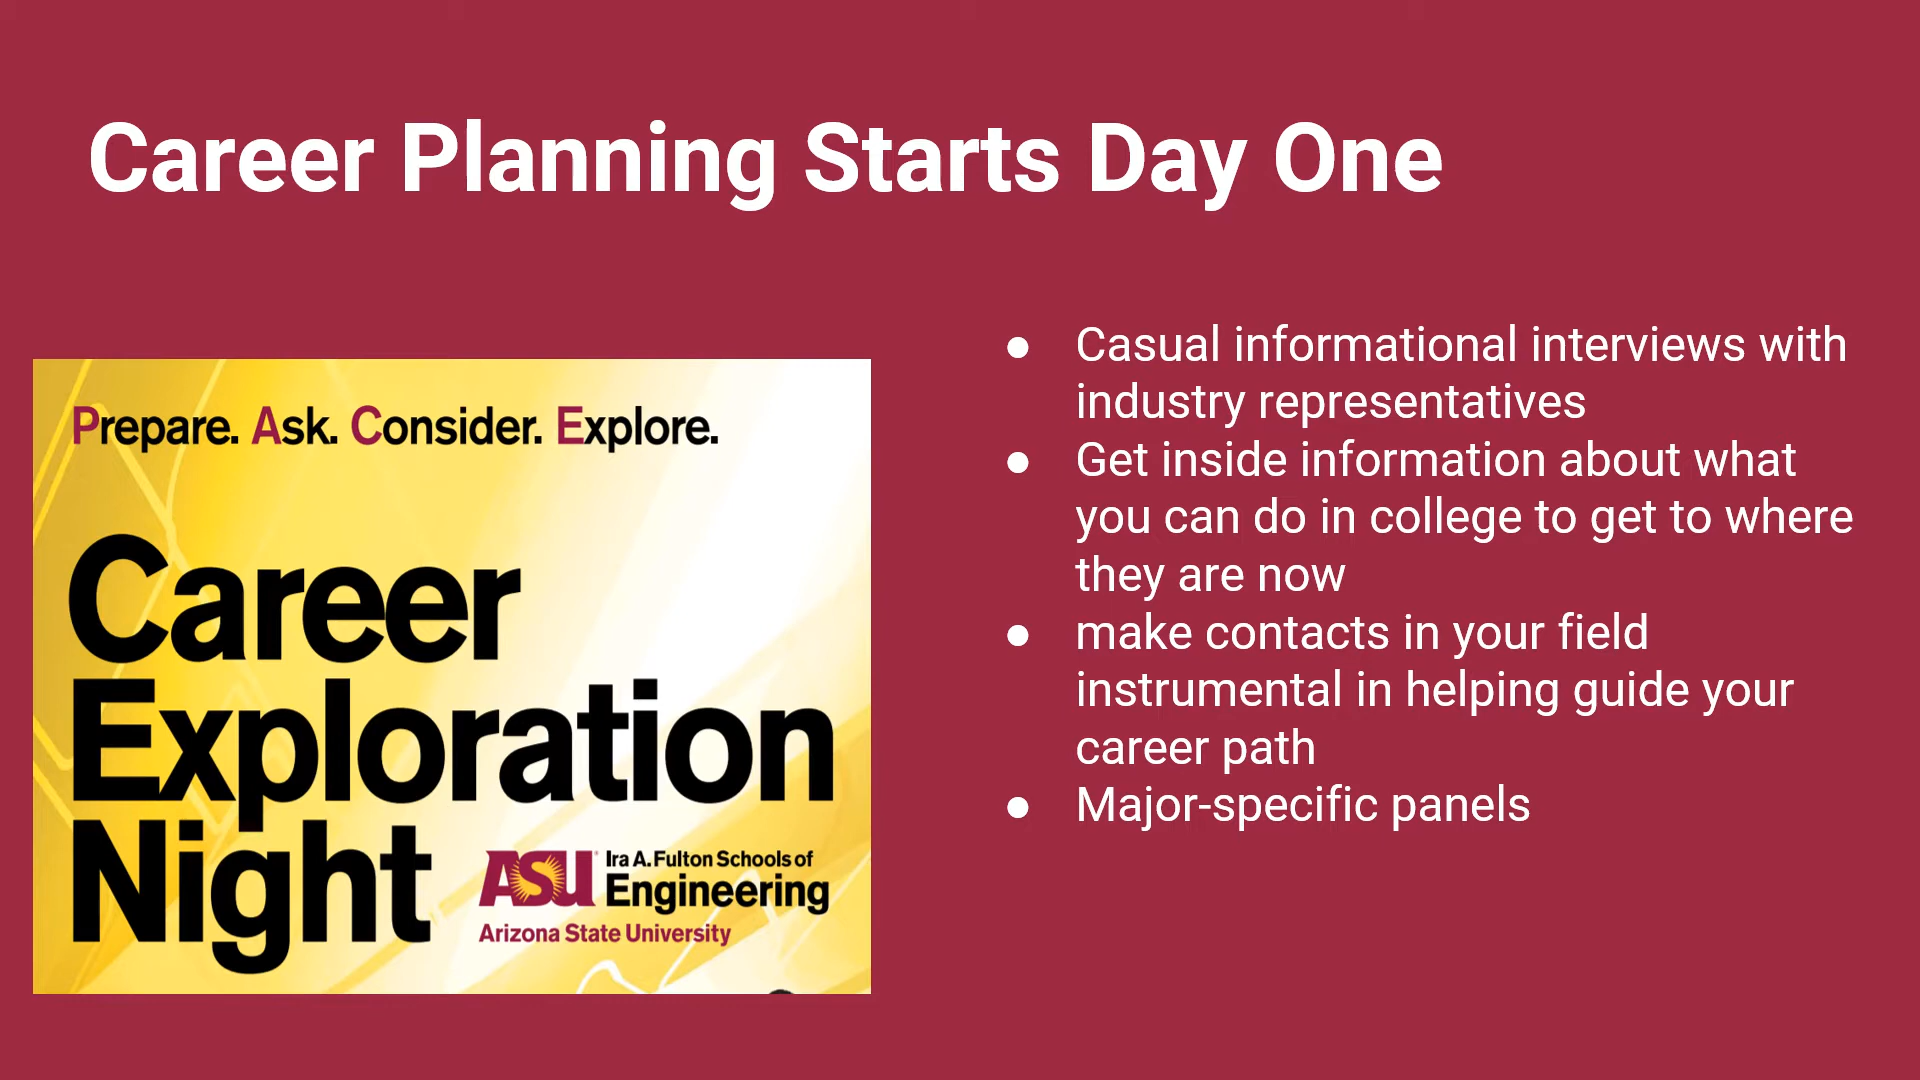 Career Planning Starts Day One
Prepare. Ask. Consider. Explore.
Career
Exploration
Night
ASU
Ira A. Fulton Schools of
Engineering
Arizona State University
● Casual informational interviews with
industry representatives
● Get inside information about what
you can do in college to get to where
they are now
● make contacts in your field
instrumental in helping guide your
career path
● Major-specific panels